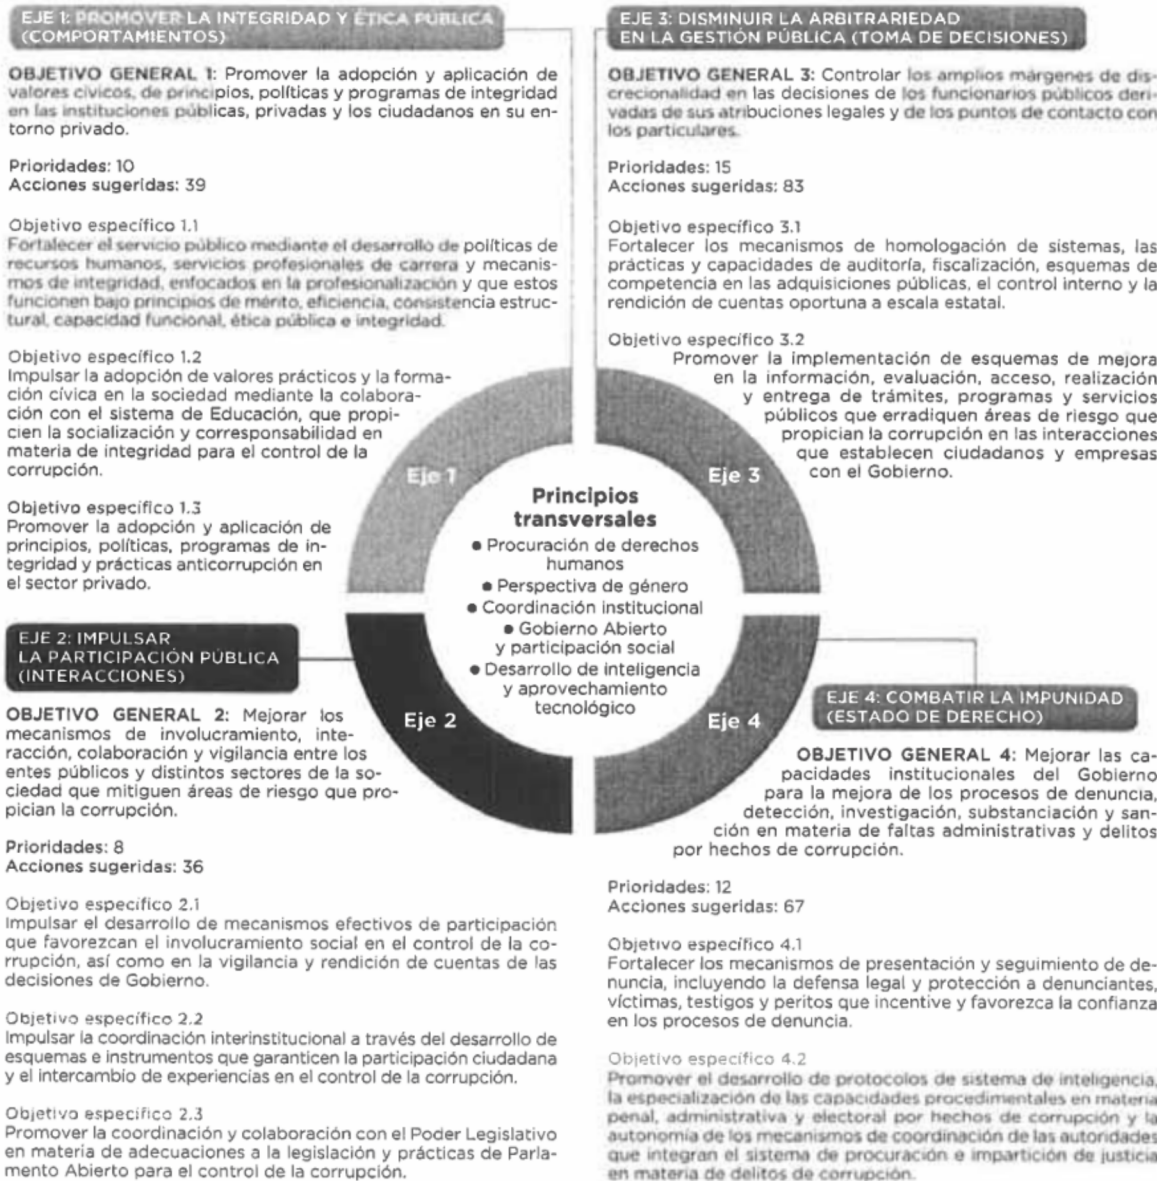 EJE 1: PROMOVER LA INTEGRIDAD Y ÉTICA PÚBLICA
(COMPORTAMIENTOS)
OBJETIVO GENERAL 1: Promover la adopción y aplicación de
valores cívicos, de principios, políticas y programas de integridad
en las instituciones públicas, privadas y los ciudadanos en su en-
torno privado.
Prioridades: 10
Acciones sugeridas: 39
Objetivo específico 1.1
Fortalecer el servicio público mediante el desarrollo de políticas de
recursos humanos, servicios profesionales de carrera y mecanis-
mos de integridad, enfocados en la profesionalización y que estos
funcionen bajo principios de mérito, eficiencia, consistencia estruc-
tural, capacidad funcional, ética pública e integridad.
Objetivo específico 1.2
Impulsar la adopción de valores prácticos y la forma-
ción cívica en la sociedad mediante la colabora-
ción con el sistema de Educación, que propi-
cien la socialización y corresponsabilidad en
materia de integridad para el control de la
corrupción.
Objetivo específico 1.3
Promover la adopción y aplicación de
principios, políticas, programas de in-
tegridad y prácticas anticorrupción en
el sector privado.
EJE 2: IMPULSAR
LA PARTICIPACIÓN PÚBLICA
(INTERACCIONES)
OBJETIVO GENERAL 2: Mejorar los
mecanismos de involucramiento, inte-
racción, colaboración y vigilancia entre los
entes públicos y distintos sectores de la so-
ciedad que mitiguen áreas de riesgo que pro-
pician la corrupción.
Prioridades: 8
Acciones sugeridas: 36
Objetivo específico 2.1
Impulsar el desarrollo de mecanismos efectivos de participación
que favorezcan el involucramiento social en el control de la co-
rrupción, así como en la vigilancia y rendición de cuentas de las
decisiones de Gobierno.
Objetivo específico 2.2
Impulsar la coordinación interinstitucional a través del desarrollo de
esquemas e instrumentos que garanticen la participación ciudadana
y el intercambio de experiencias en el control de la corrupción.
Objetivo específico 2.3
Promover la coordinación y colaboración con el Poder Legislativo
en materia de adecuaciones a la legislación y prácticas de Parla-
mento Abierto para el control de la corrupción.
Eje 1
Eje 3
Principios
transversales
● Procuración de derechos
humanos
● Perspectiva de género
● Coordinación institucional
● Gobierno Abierto
y participación social
● Desarrollo de inteligencia
y aprovechamiento
tecnológico
Eje 2
Eje 4
EJE 3: DISMINUIR LA ARBITRARIEDAD
EN LA GESTIÓN PÚBLICA (TOMA DE DECISIONES)
OBJETIVO GENERAL 3: Controlar los amplios márgenes de dis-
crecionalidad en las decisiones de los funcionarios públicos deri-
vadas de sus atribuciones legales y de los puntos de contacto con
los particulares.
Prioridades: 15
Acciones sugeridas: 83
Objetivo específico 3.1
Fortalecer los mecanismos de homologación de sistemas, las
prácticas y capacidades de auditoría, fiscalización, esquemas de
competencia en las adquisiciones públicas, el control interno y la
rendición de cuentas oportuna a escala estatal.
Objetivo específico 3.2
Promover la implementación de esquemas de mejora
en la información, evaluación, acceso, realización
y entrega de trámites, programas y servicios
públicos que erradiquen áreas de riesgo que
propician la corrupción en las interacciones
que establecen ciudadanos y empresas
con el Gobierno.
EJE 4: COMBATIR LA IMPUNIDAD
(ESTADO DE DERECHO)
OBJETIVO GENERAL 4: Mejorar las ca-
pacidades institucionales del Gobierno
para la mejora de los procesos de denuncia,
detección, investigación, substanciación y san-
ción en materia de faltas administrativas y delitos
por hechos de corrupción.
Prioridades: 12
Acciones sugeridas: 67
Objetivo específico 4.1
Fortalecer los mecanismos de presentación y seguimiento de de-
nuncia, incluyendo la defensa legal y protección a denunciantes,
víctimas, testigos y peritos que incentive y favorezca la confianza
en los procesos de denuncia.
Objetivo específico 4.2
Promover el desarrollo de protocolos de sistema de inteligencia,
la especialización de las capacidades procedimentales en materia
penal, administrativa y electoral por hechos de corrupción y la
autonomía de los mecanismos de coordinación de las autoridades
que integran el sistema de procuración e impartición de justicia
en materia de delitos de corrupción.